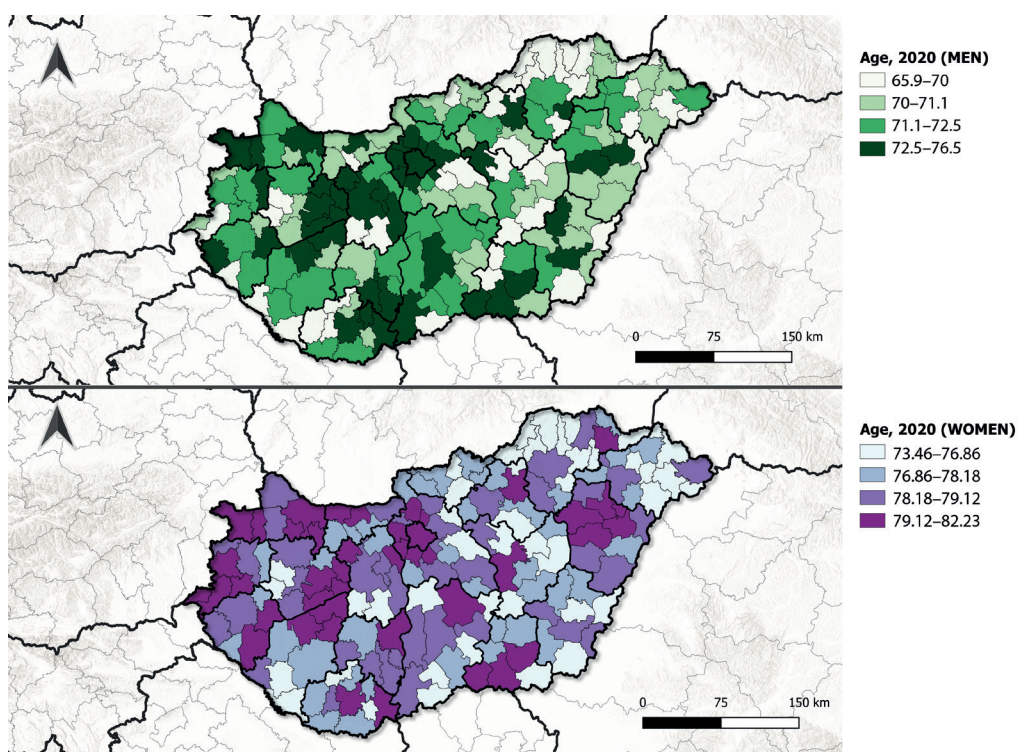 Age, 2020 (MEN)
65.9–70
70–71.1
71.1–72.5
72.5–76.5
0 75 150 km
Age, 2020 (WOMEN)
73.46–76.86
76.86–78.18
78.18–79.12
79.12–82.23
0 75 150 km